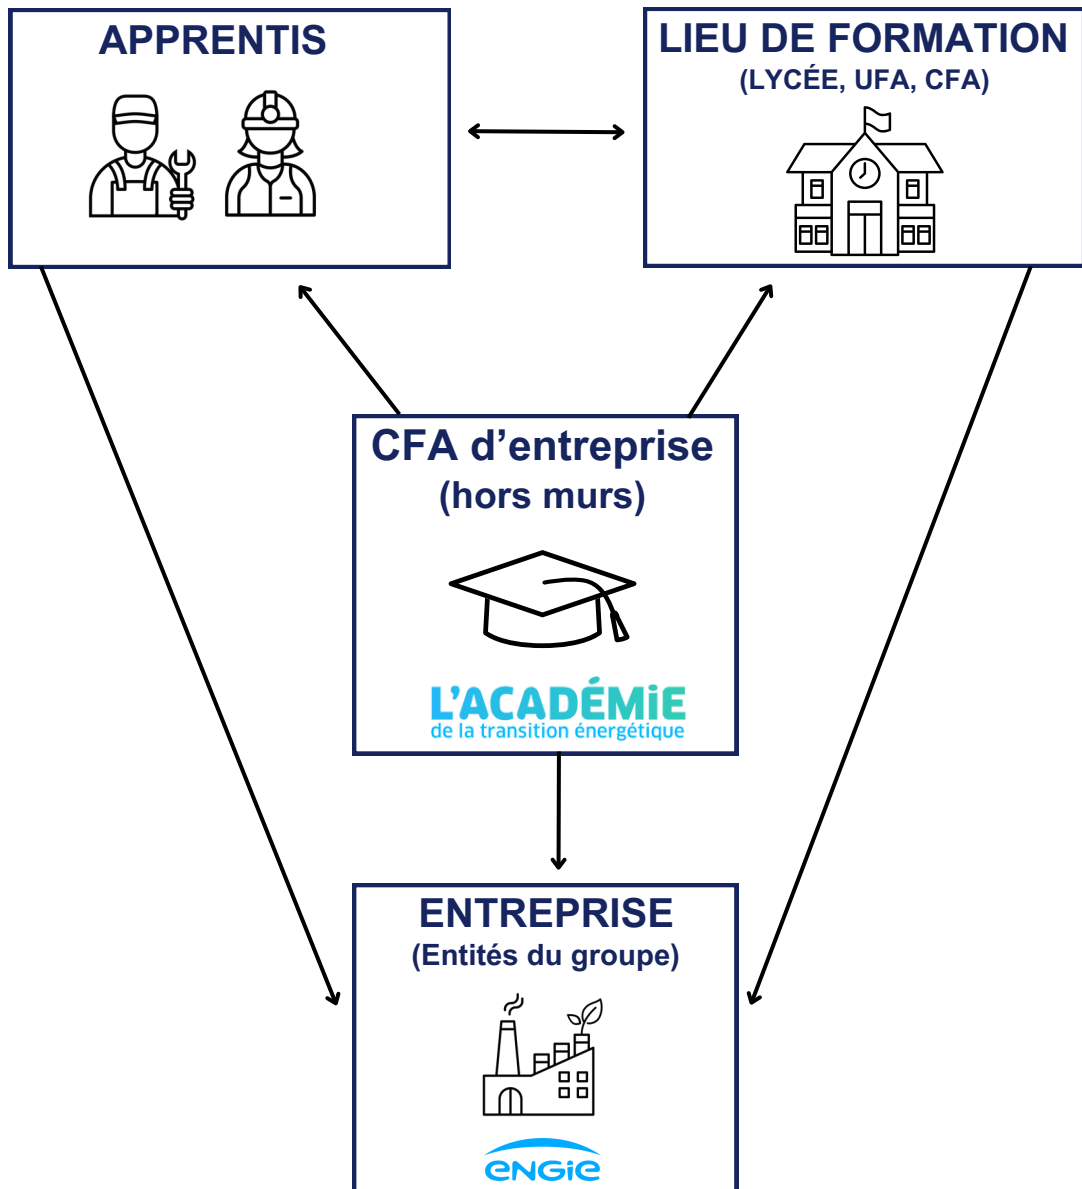 APPRENTIS
LIEU DE FORMATION
(LYCÉE, UFA, CFA)
CFA d’entreprise
(hors murs)
L’ACADÉMiE
de la transition énergétique
ENTREPRISE
(Entités du groupe)
eNGie